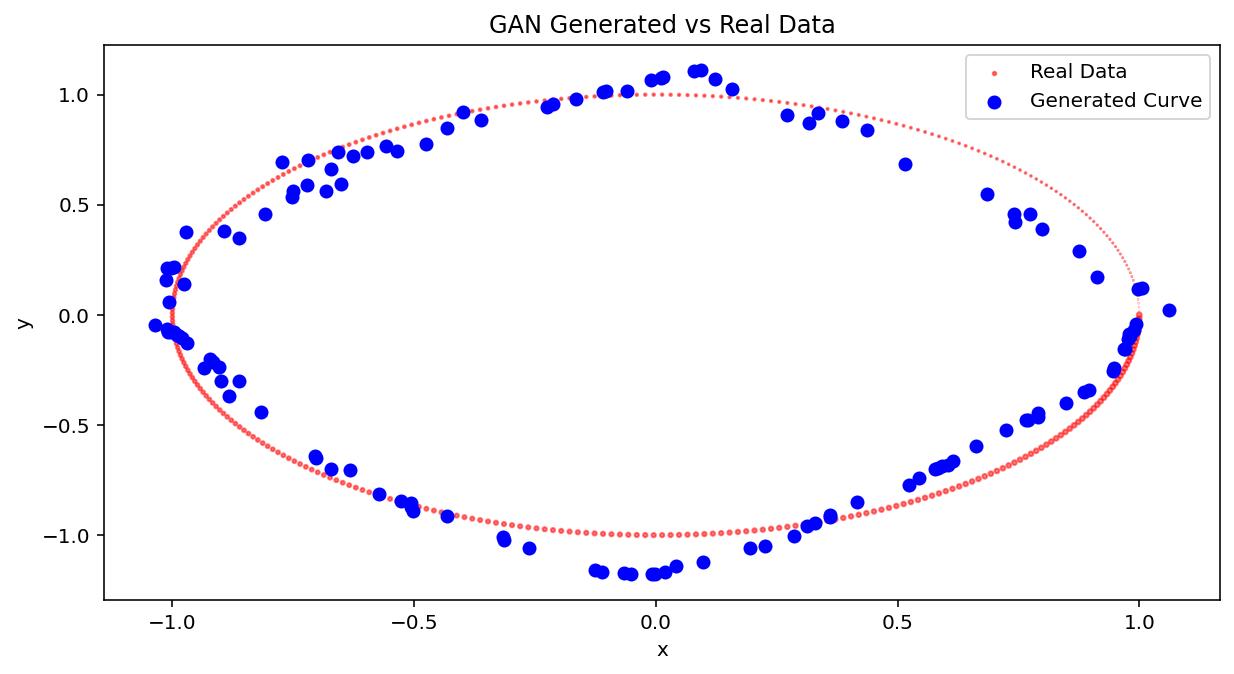 GAN Generated vs Real Data
Real Data
Generated Curve
1.0
0.5
0.0
−0.5
−1.0
y
−1.0 −0.5 0.0 0.5 1.0
x